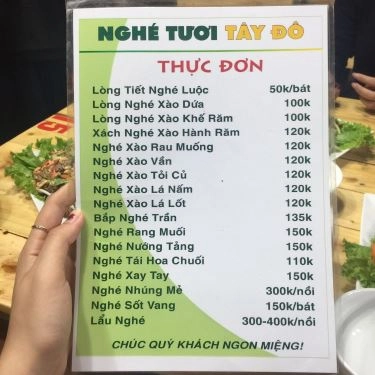 NGHÉ TƯƠI TÂY ĐÔ
THỰC ĐƠN
Lòng Tiết Nghé Luộc 50k/bát
Lòng Nghé Xào Dứa 100k
Lòng Nghé Xào Khế Răm 100k
Xách Nghé Xào Hành Răm 120k
Nghé Xào Rau Muống 120k
Nghé Xào Vần 120k
Nghé Xào Tỏi Củ 120k
Nghé Xào Lá Nấm 120k
Nghé Xào Lá Lốt 120k
Bắp Nghé Trần 135k
Nghé Rang Muối 150k
Nghé Nướng Tảng 150k
Nghé Tái Hoa Chuối 110k
Nghé Xay Tay 150k
Nghé Nhúng Mẻ 300k/nồi
Nghé Sốt Vang 150k/bát
Lẩu Nghé 300-400k/nồi
CHÚC QUÝ KHÁCH NGON MIỆNG!